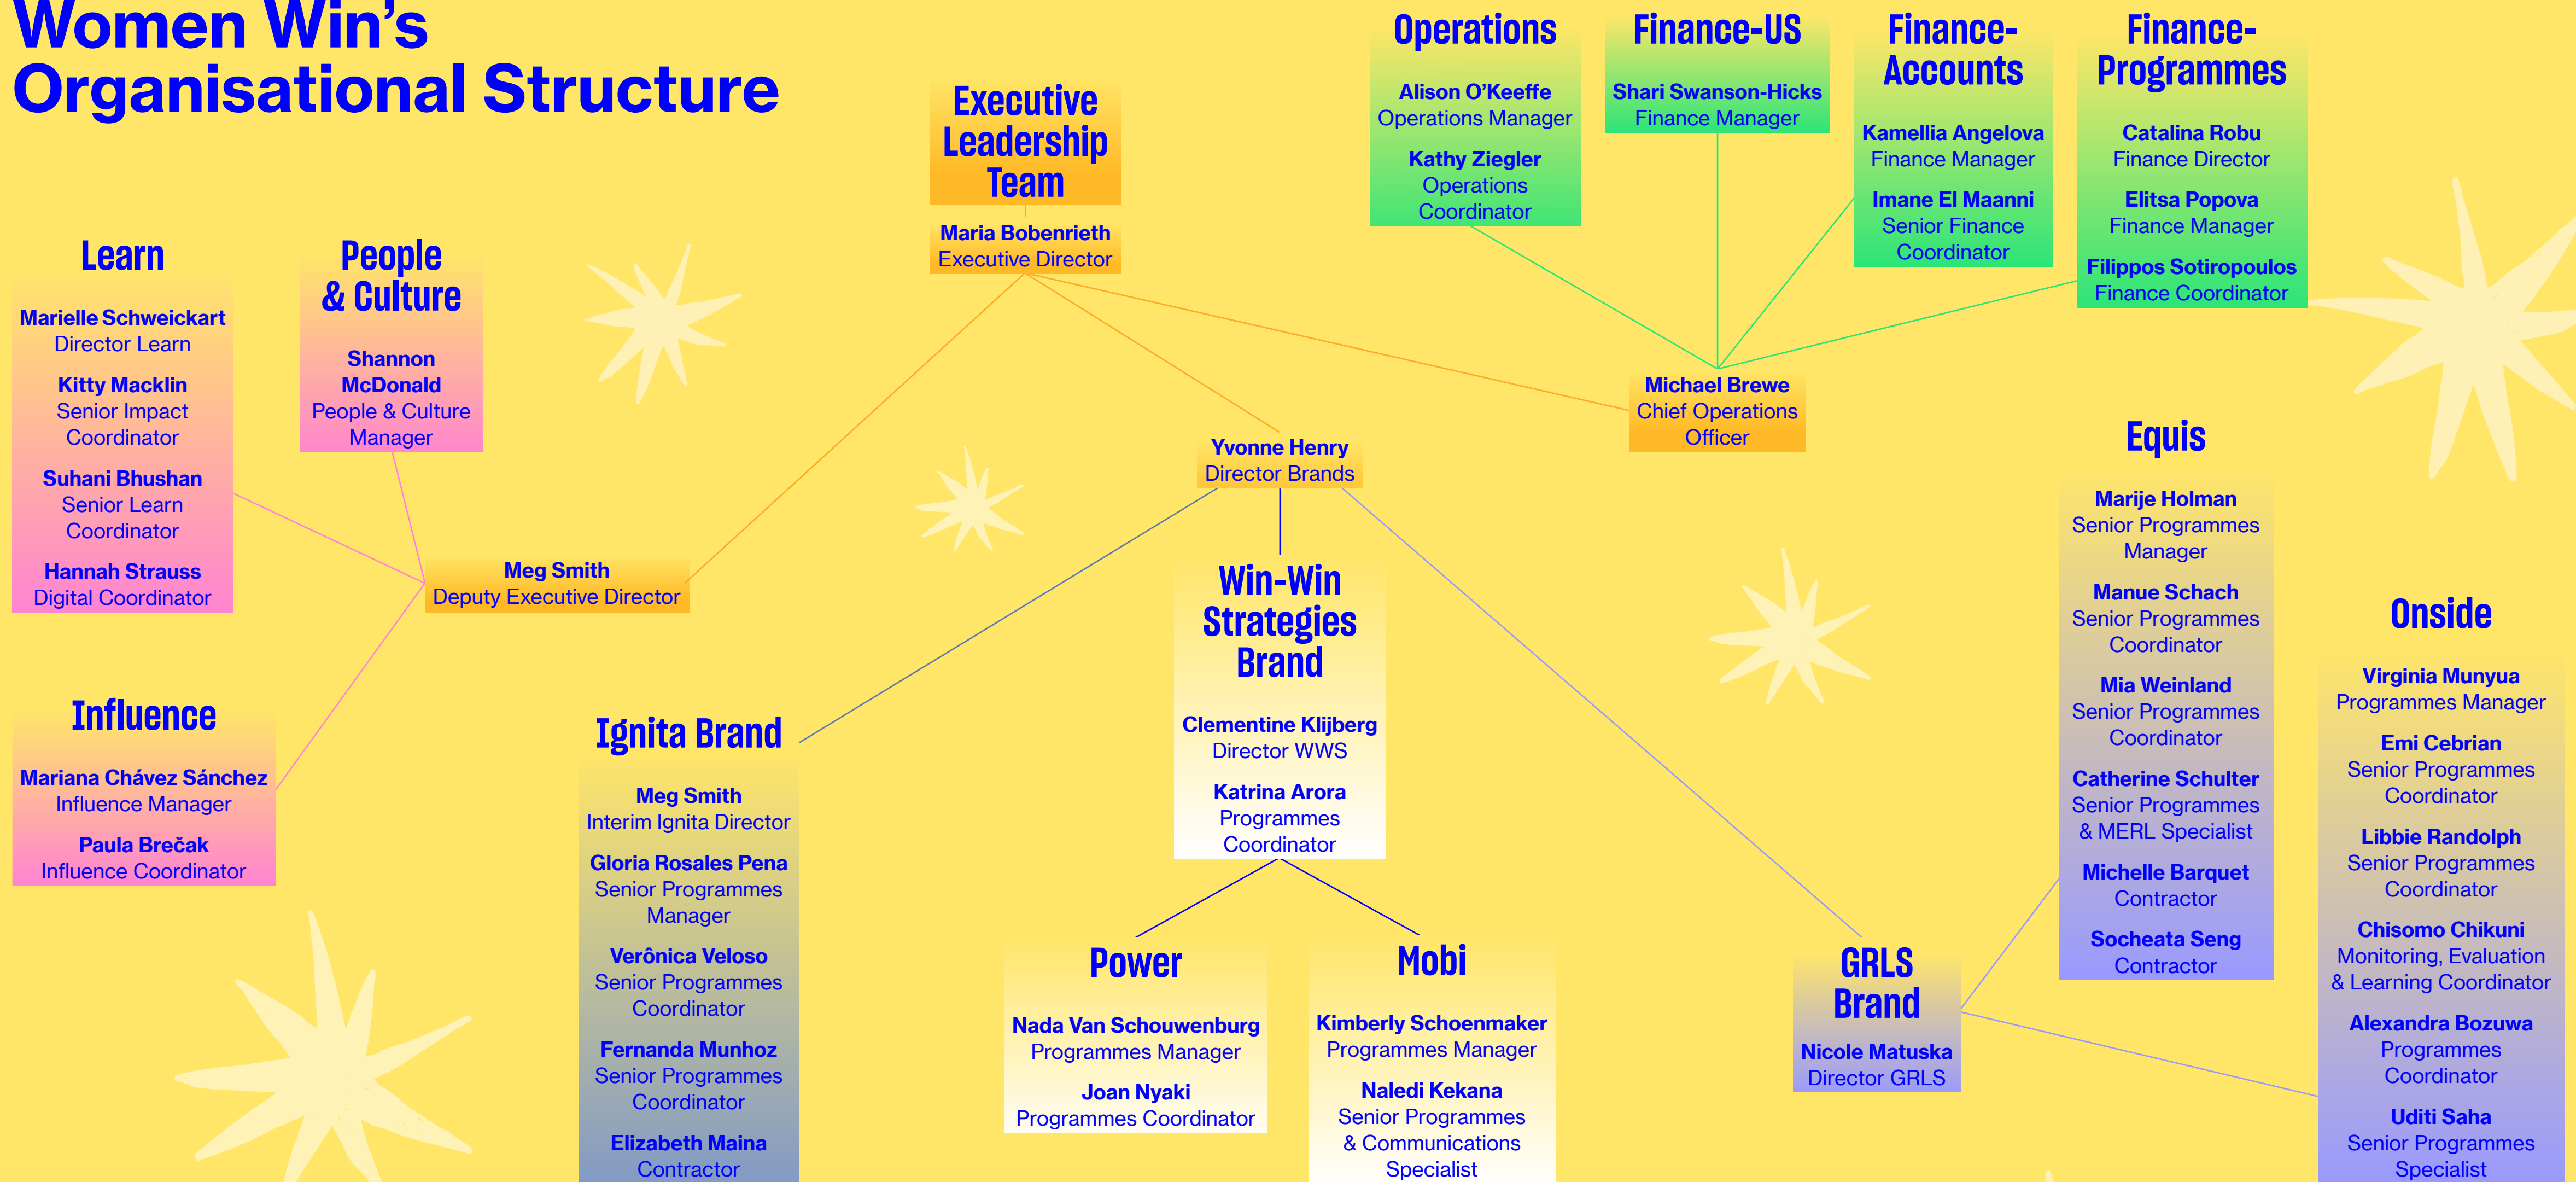 Women Win’s
Organisational Structure
Executive
Leadership
Team
Maria Bobenrieth
Executive Director
Operations
Alison O’Keeffe
Operations Manager
Kathy Ziegler
Operations
Coordinator
Finance-US
Shari Swanson-Hicks
Finance Manager
Finance-
Accounts
Kamellia Angelova
Finance Manager
Imane El Maanni
Senior Finance
Coordinator
Finance-
Programmes
Catalina Robu
Finance Director
Elitsa Popova
Finance Manager
Filippos Sotiropoulos
Finance Coordinator
Learn
Marielle Schweickart
Director Learn
Kitty Macklin
Senior Impact
Coordinator
Suhani Bhushan
Senior Learn
Coordinator
Hannah Strauss
Digital Coordinator
People
& Culture
Shannon
McDonald
People & Culture
Manager
Michael Brewe
Chief Operations
Officer
Yvonne Henry
Director Brands
Meg Smith
Deputy Executive Director
Influence
Mariana Chávez Sánchez
Influence Manager
Paula Brečak
Influence Coordinator
Ignita Brand
Meg Smith
Interim Ignita Director
Gloria Rosales Pena
Senior Programmes
Manager
Verônica Veloso
Senior Programmes
Coordinator
Fernanda Munhoz
Senior Programmes
Coordinator
Elizabeth Maina
Contractor
Win-Win
Strategies
Brand
Clementine Klijberg
Director WWS
Katrina Arora
Programmes
Coordinator
Power
Nada Van Schouwenburg
Programmes Manager
Joan Nyaki
Programmes Coordinator
Mobi
Kimberly Schoenmaker
Programmes Manager
Naledi Kekana
Senior Programmes
& Communications
Specialist
GRLS
Brand
Nicole Matuska
Director GRLS
Equis
Marije Holman
Senior Programmes
Manager
Manue Schach
Senior Programmes
Coordinator
Mia Weinland
Senior Programmes
Coordinator
Catherine Schulter
Senior Programmes
& MERL Specialist
Michelle Barquet
Contractor
Socheata Seng
Contractor
Onside
Virginia Munyua
Programmes Manager
Emi Cebrian
Senior Programmes
Coordinator
Libbie Randolph
Senior Programmes
Coordinator
Chisomo Chikuni
Monitoring, Evaluation
& Learning Coordinator
Alexandra Bozuwa
Programmes
Coordinator
Uditi Saha
Senior Programmes
Specialist